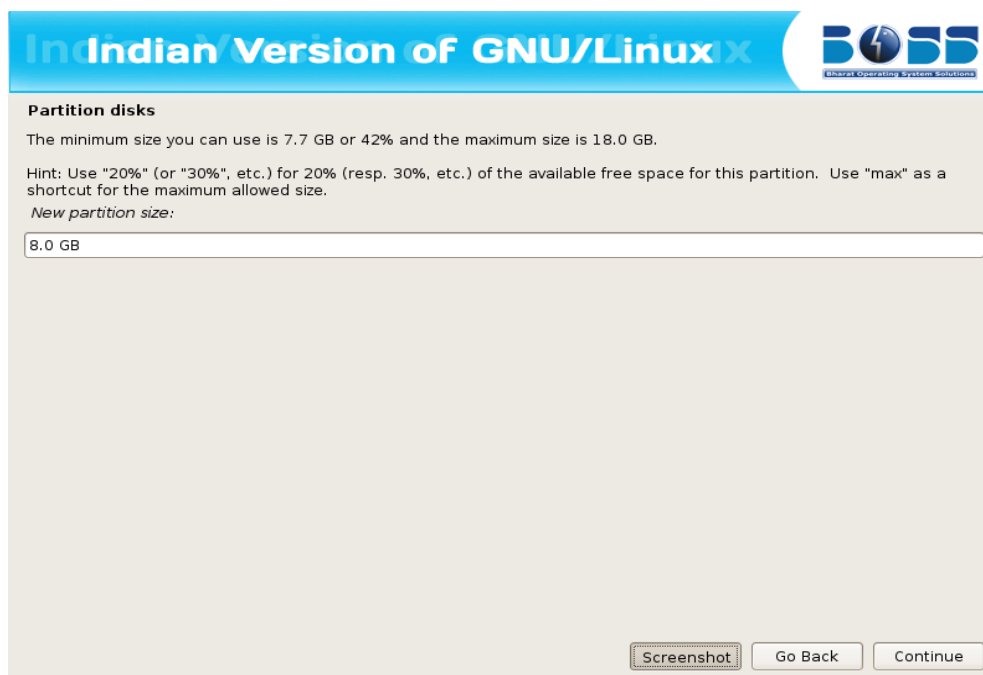 Indian Version of GNU/Linux
BOSS
Bharat Operating System Solutions
Partition disks
The minimum size you can use is 7.7 GB or 42% and the maximum size is 18.0 GB.
Hint: Use "20%" (or "30%", etc.) for 20% (resp. 30%, etc.) of the available free space for this partition.  Use "max" as a
shortcut for the maximum allowed size.
New partition size:
8.0 GB
Screenshot Go Back Continue